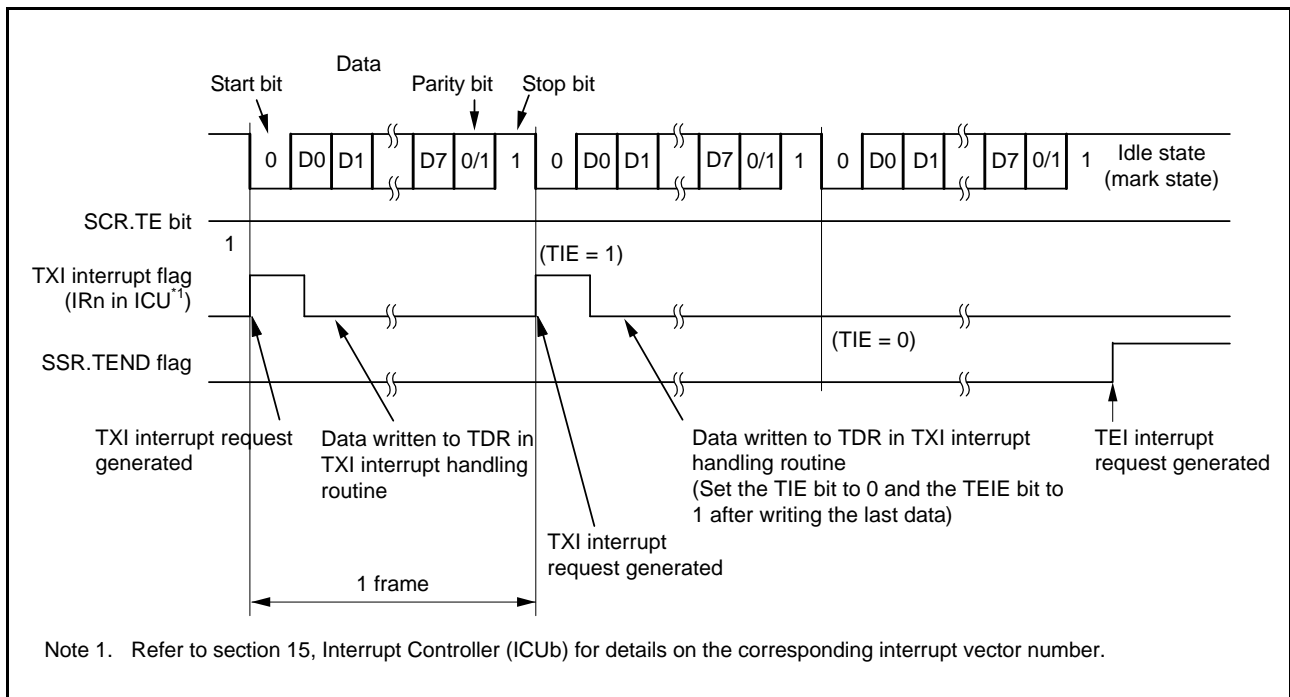 Data
Start bit
Parity bit
Stop bit
0 D0 D1 D7 0/1 1 0 D0 D1 D7 0/1 1 0 D0 D1 D7 0/1 1
Idle state
(mark state)
SCR.TE bit
1
(TIE = 1)
TXI interrupt flag
(IRn in ICU*1)
(TIE = 0)
SSR.TEND flag
TXI interrupt request
generated
Data written to TDR in
TXI interrupt handling
routine
Data written to TDR in TXI interrupt
handling routine
(Set the TIE bit to 0 and the TEIE bit to
1 after writing the last data)
TEI interrupt
request generated
TXI interrupt
request generated
1 frame
Note 1. Refer to section 15, Interrupt Controller (ICUb) for details on the corresponding interrupt vector number.